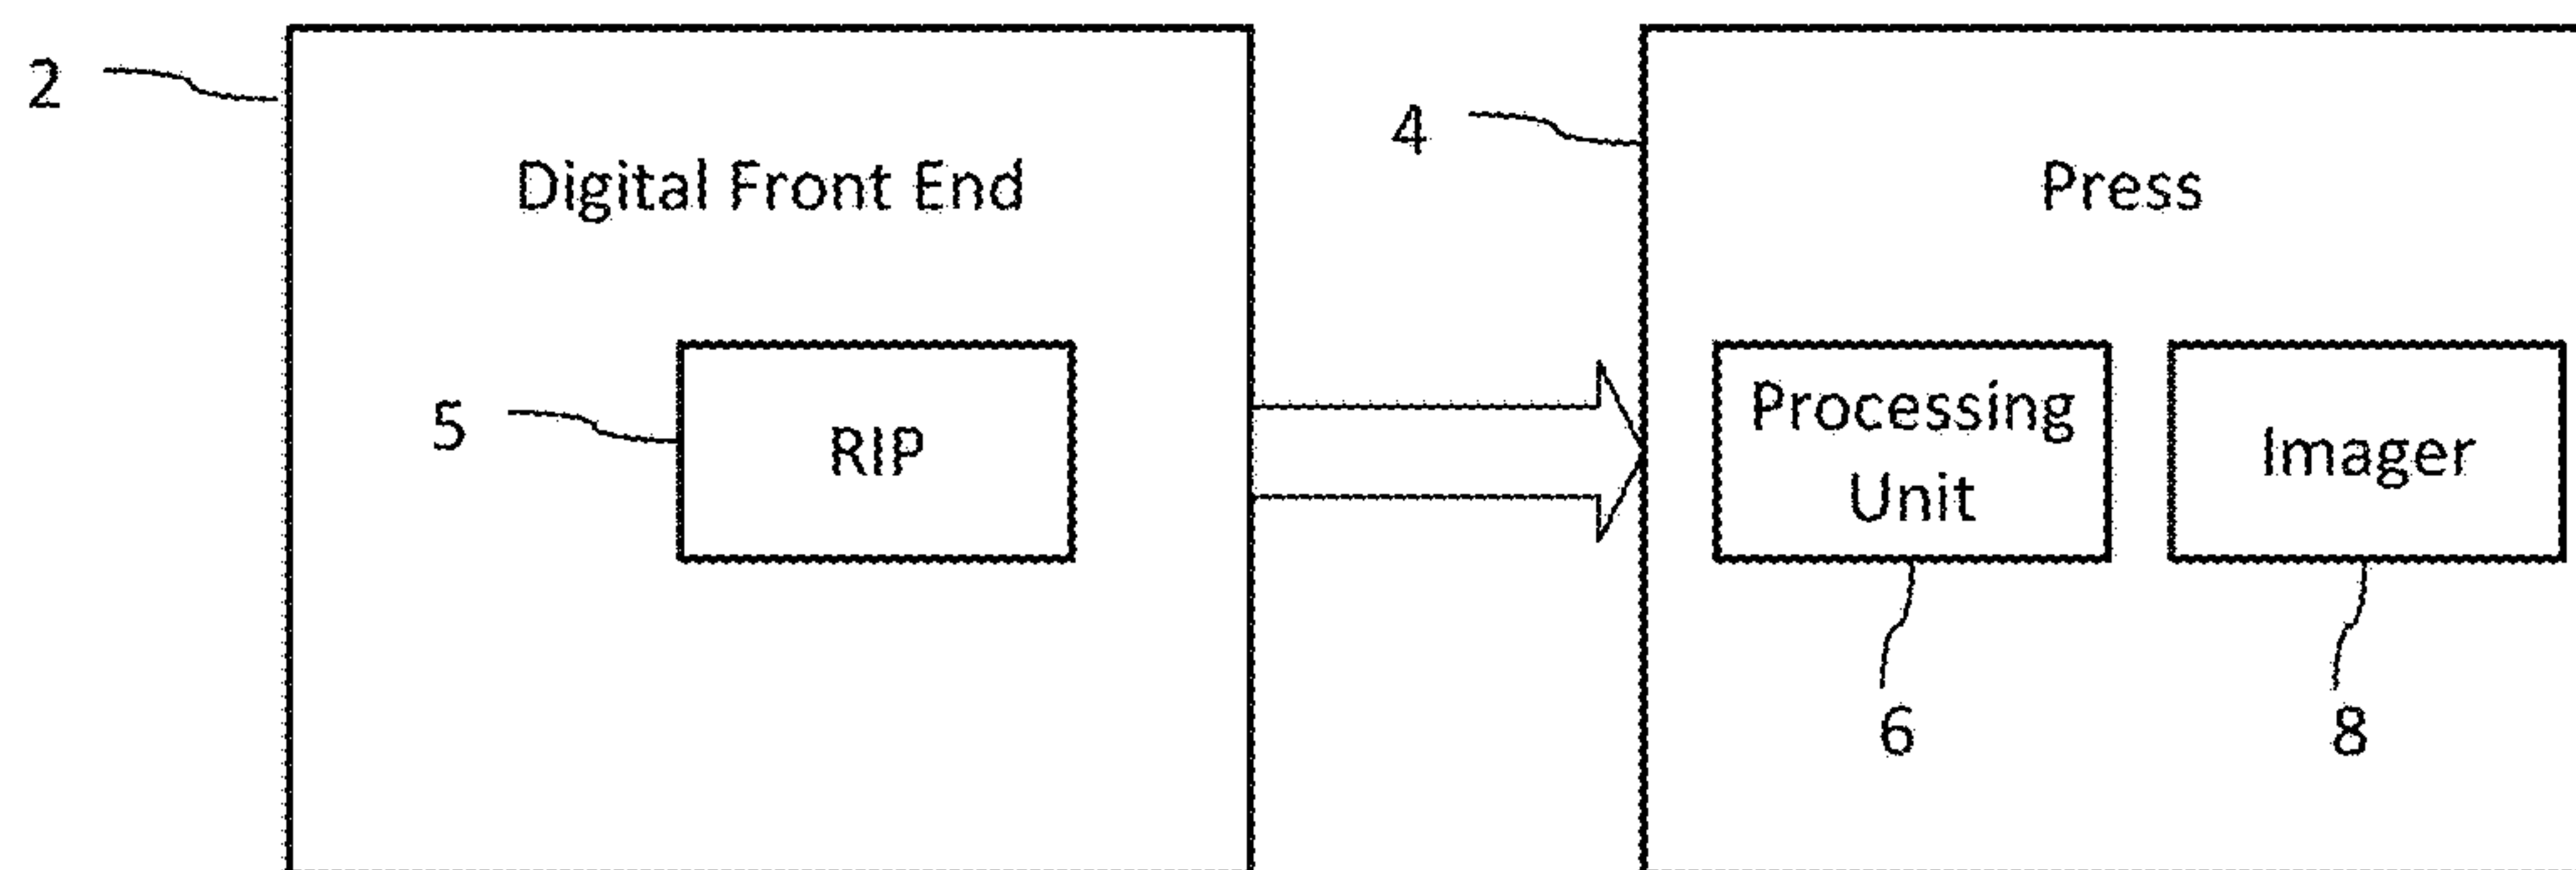 2
Digital Front End
4
Press
5
RIP
Processing
Unit
Imager
6
8